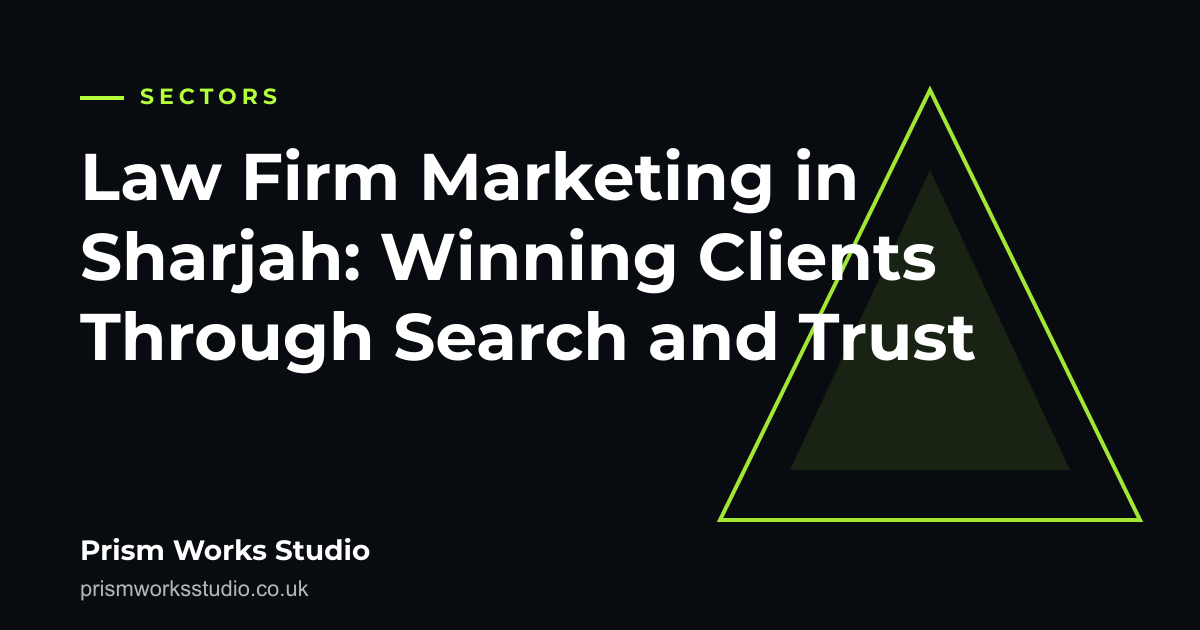 SECTORS
Law Firm Marketing in
Sharjah: Winning Clients
Through Search and Trust
Prism Works Studio
prismworksstudio.co.uk